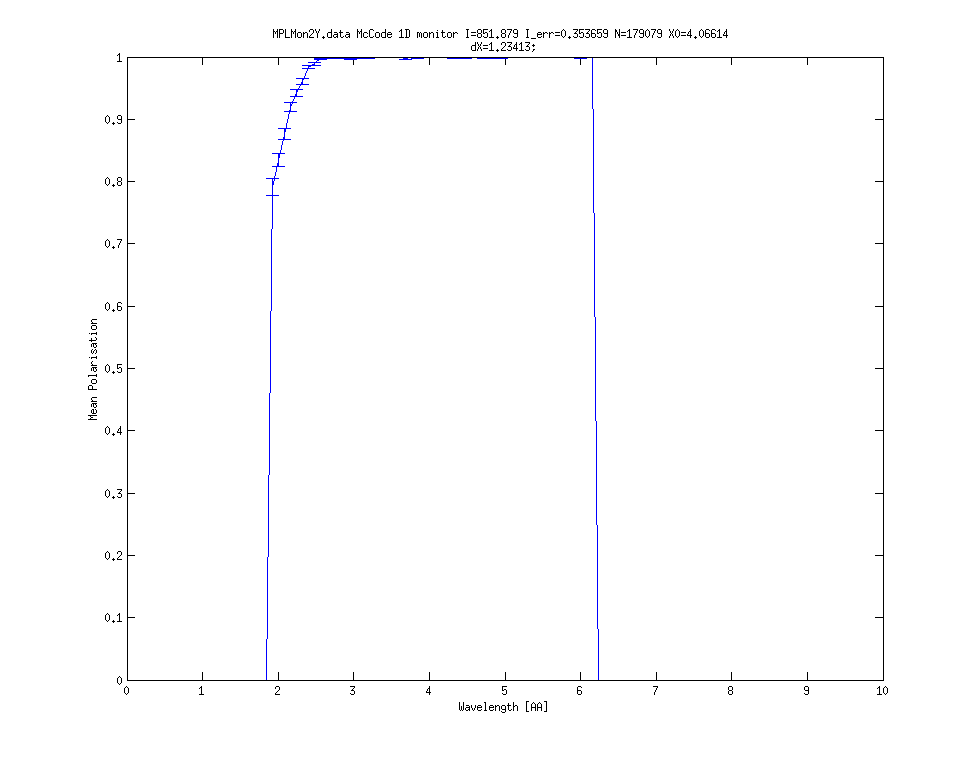 MPLMon2Y.data McCode 1D monitor I=851.879 I_err=0.353659 N=179079 X0=4.06614
dX=1.23413;
1
0.9
0.8
0.7
0.6
0.5
0.4
0.3
0.2
0.1
0
Mean Polarisation
0 1 2 3 4 5 6 7 8 9 10
Wavelength [AA]